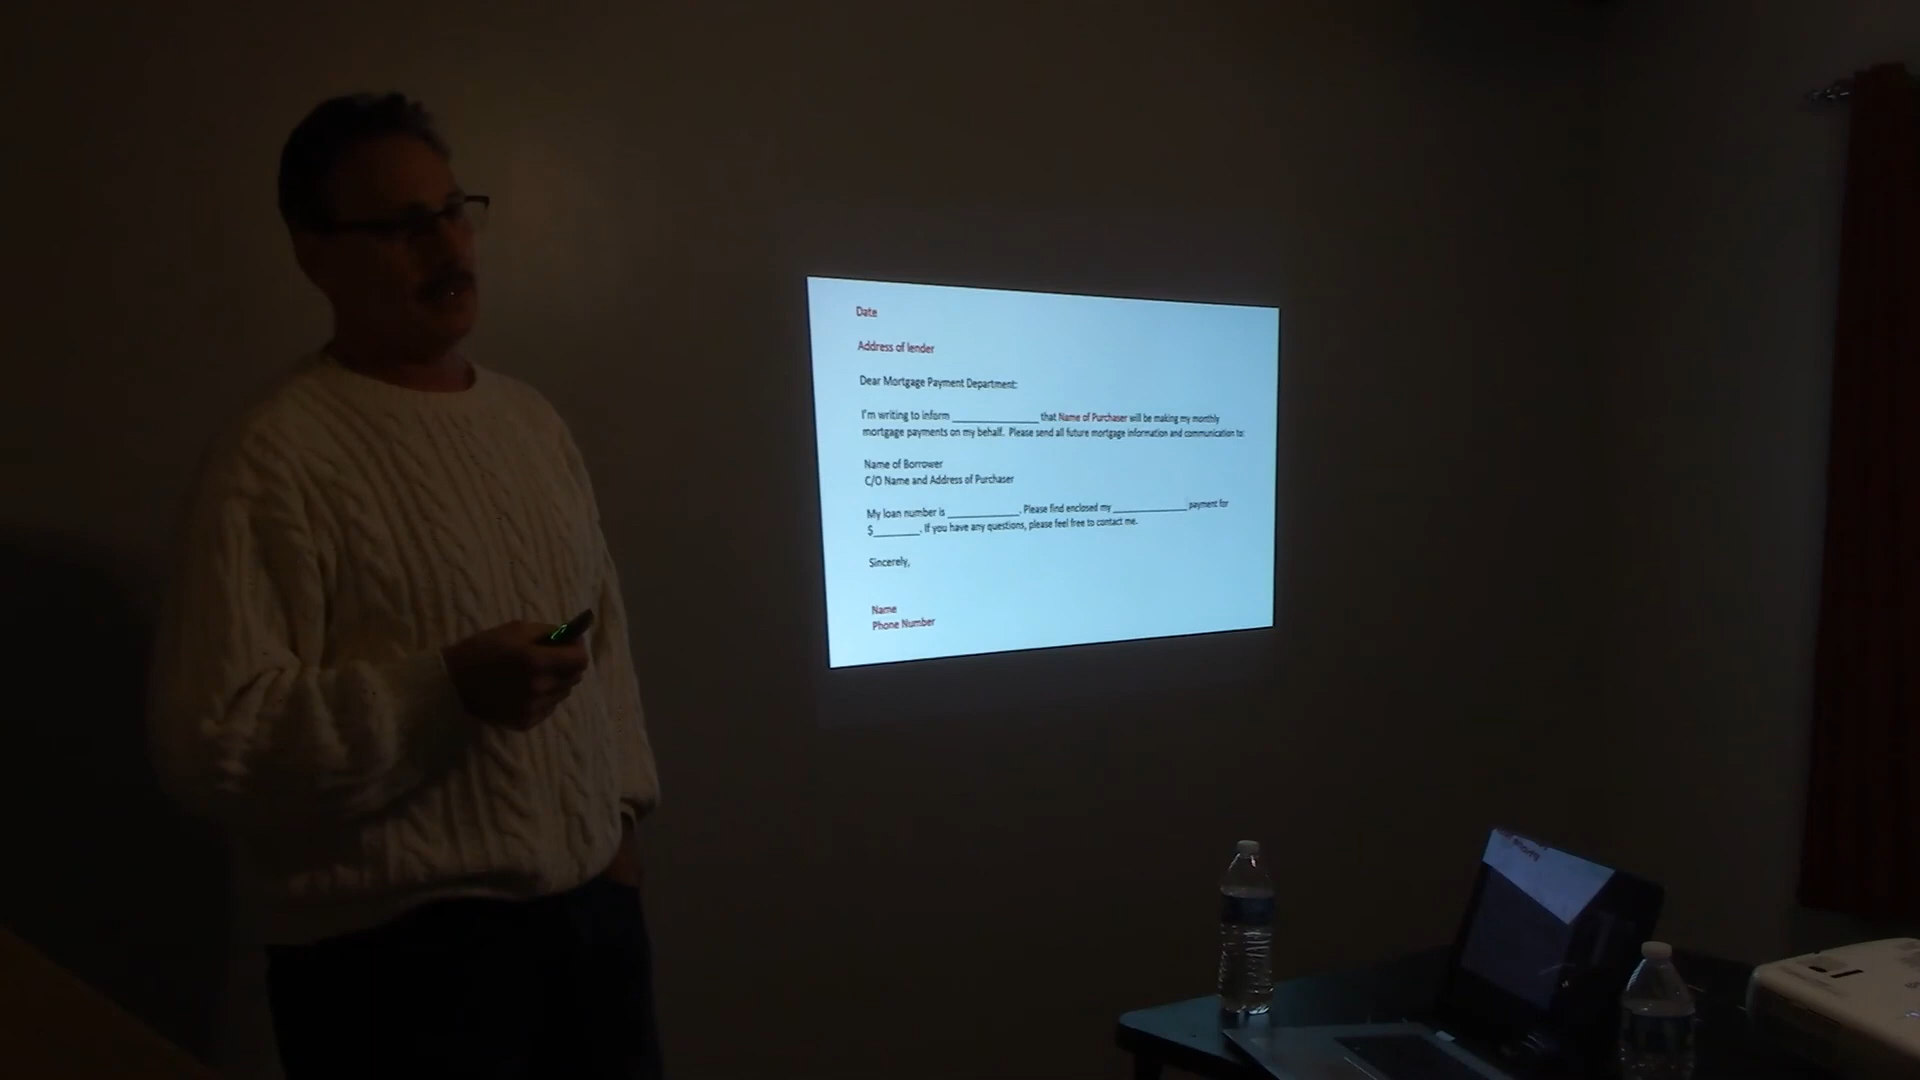 Date
Address of lender
Dear Mortgage Payment Department:
I'm writing to inform ________________ that Name of Purchaser will be making my monthly
mortgage payments on my behalf. Please send all future mortgage information and communication to:
Name of Borrower
C/O Name and Address of Purchaser
My loan number is _____________. Please find enclosed my ______________ payment for
$_________. If you have any questions, please feel free to contact me.
Sincerely,
Name
Phone Number